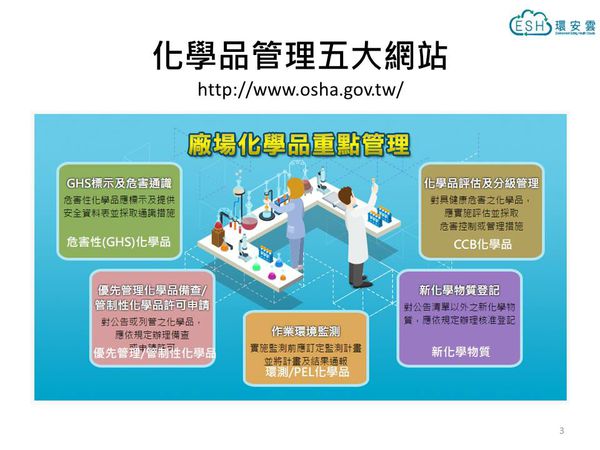 ESH 環安雲
化學品管理五大網站
http://www.osha.gov.tw/
廠場化學品重點管理
GHS標示及危害通識
危害性化學品應標示及提供
安全資料表並採取通識措施
危害性(GHS)化學品
化學品評估及分級管理
對具健康危害之化學品，
應實施評估並採取
危害控制或管理措施
CCB化學品
優先管理化學品備查/
管制性化學品許可申請
對公告或列管之化學品，
應依規定辦理備查
或申請許可
優先管理/管制性化學品
作業環境監測
實施監測前應訂定監測計畫
並將計畫及結果通報
環測/PEL化學品
新化學物質登記
對公告清單以外之新化學物
質，應依規定辦理核准登記
新化學物質
3